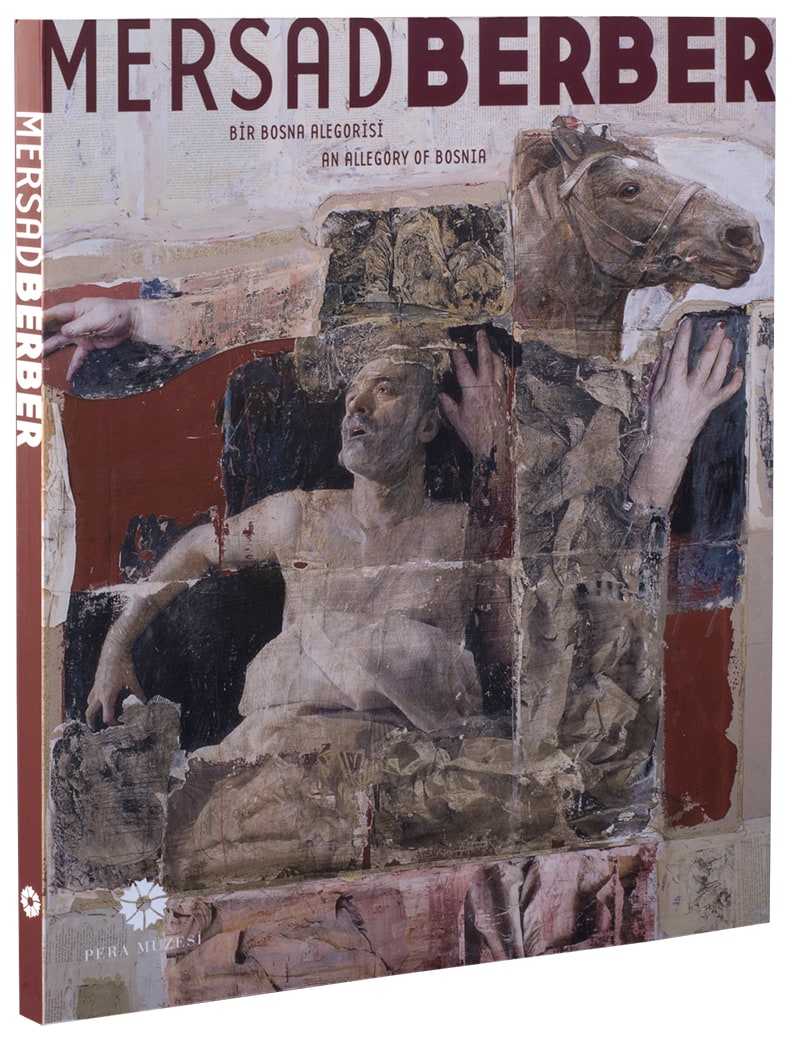 MERSADBERBER
BİR BOSNA ALEGORİSİ
AN ALLEGORY OF BOSNIA
MERSADBERBER
PERA MÜZESİ